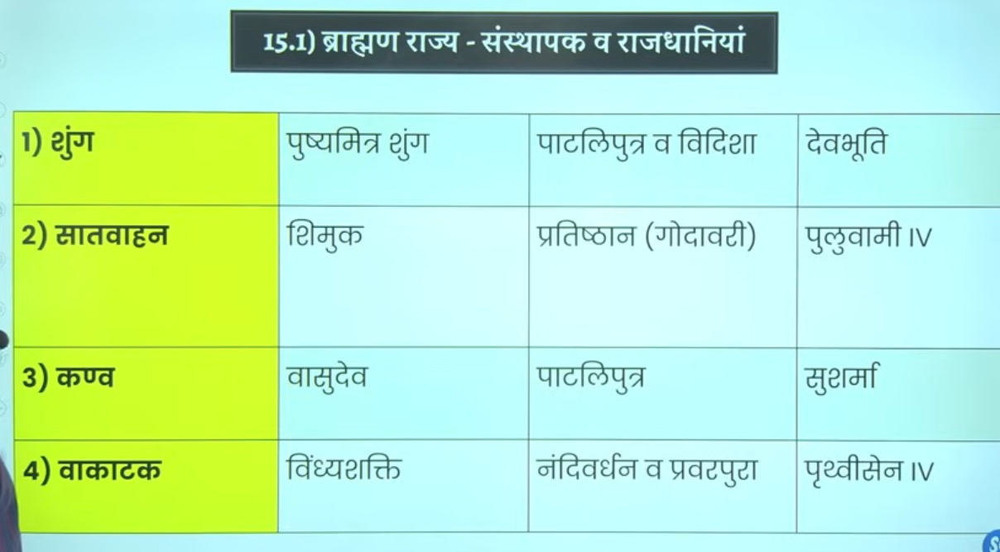 15.1) ब्राह्मण राज्य - संस्थापक व राजधानियां
1) शुंग पुष्यमित्र शुंग पाटलिपुत्र व विदिशा देवभूति
2) सातवाहन शिमुक प्रतिष्ठान (गोदावरी) पुलुवामी IV
3) कण्व वासुदेव पाटलिपुत्र सुशर्मा
4) वाकाटक विंध्यशक्ति नंदिवर्धन व प्रवरपुरा पृथ्वीसेन IV